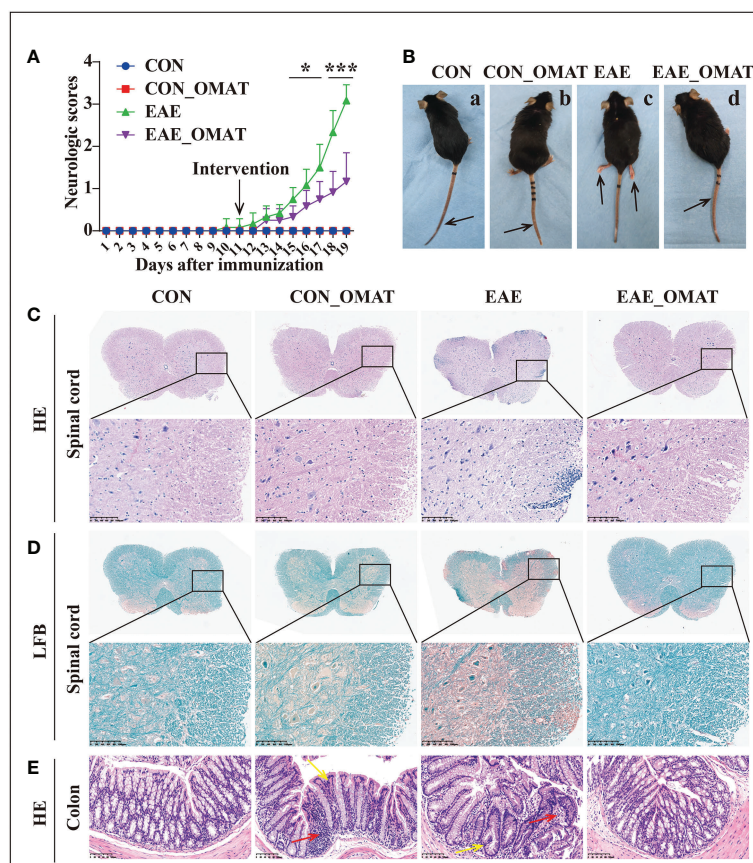 A
B
4
3
2
1
0
Neurologic scores
CON
CON_OMAT
EAE
EAE_OMAT
*
***
Intervention
1 2 3 4 5 6 7 8 9 10 11 12 13 14 15 16 17 18 19
Days after immunization
CON CON_OMAT EAE EAE_OMAT
a b c d
CON CON_OMAT EAE EAE_OMAT
C
HE
Spinal cord
D
LFB
Spinal cord
E
HE
Colon